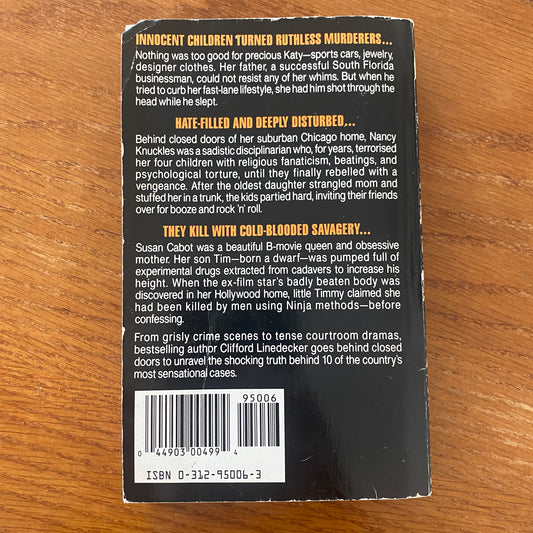 INNOCENT CHILDREN TURNED RUTHLESS MURDERERS...
Nothing was too good for precious Katy—sports cars, jewelry,
designer clothes. Her father, a successful South Florida
businessman, could not resist any of her whims. But when he
tried to curb her fast-lane lifestyle, she had him shot through the
head while he slept.
HATE-FILLED AND DEEPLY DISTURBED...
Behind closed doors of her suburban Chicago home, Nancy
Knuckles was a sadistic disciplinarian who, for years, terrorised
her four children with religious fanaticism, beatings, and
psychological torture, until they finally rebelled with a
vengeance. After the oldest daughter strangled mom and
stuffed her in a trunk, the kids partied hard, inviting their friends
over for booze and rock 'n' roll.
THEY KILL WITH COLD-BLOODED SAVAGERY...
Susan Cabot was a beautiful B-movie queen and obsessive
mother. Her son Tim—born a dwarf—was pumped full of
experimental drugs extracted from cadavers to increase his
height. When the ex-film star's badly beaten body was
discovered in her Hollywood home, little Timmy claimed she
had been killed by men using Ninja methods—before
confessing.
From grisly crime scenes to tense courtroom dramas,
bestselling author Clifford Linedecker goes behind closed
doors to unravel the shocking truth behind 10 of the country's
most sensational cases.
95006
0 44903 00499 4
ISBN 0-312-95006-3